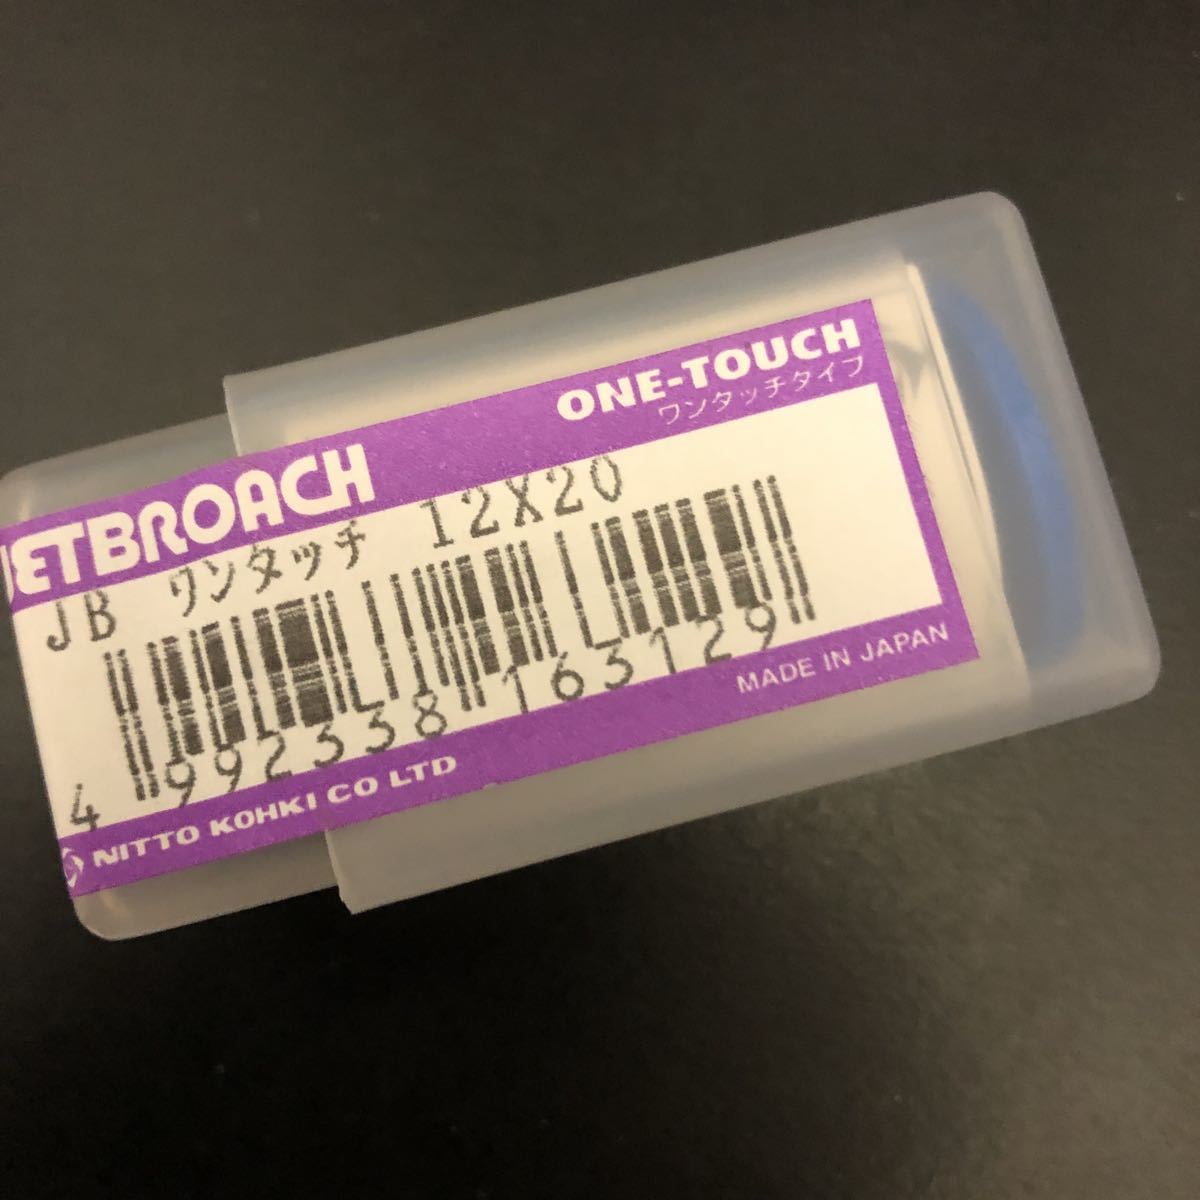 JETBROACH ONE-TOUCH
ワンタッチタイプ
JB ワンタッチ 12X20
4 992338 163129
NITTO KOHKI CO LTD MADE IN JAPAN